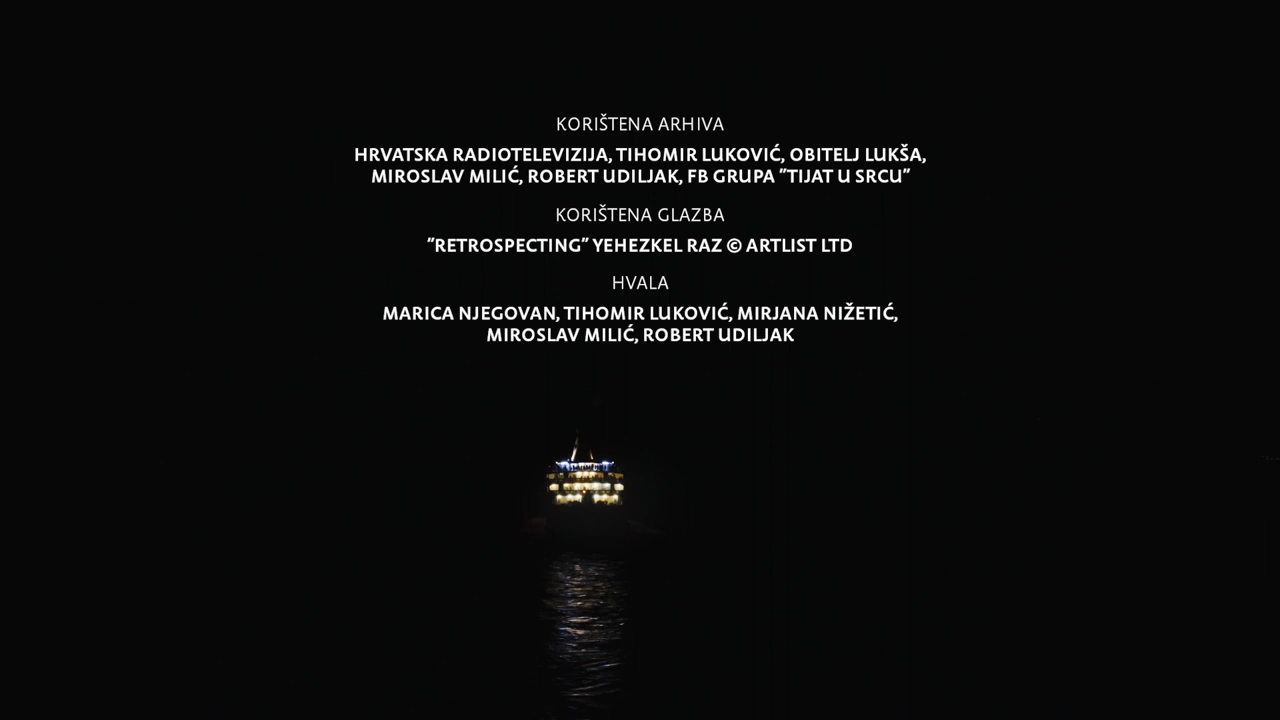 KORIŠTENA ARHIVA
HRVATSKA RADIOTELEVIZIJA, TIHOMIR LUKOVIĆ, OBITELJ LUKŠA,
MIROSLAV MILIĆ, ROBERT UDILJAK, FB GRUPA "TIJAT U SRCU"
KORIŠTENA GLAZBA
"RETROSPECTING" YEHEZKEL RAZ © ARTLIST LTD
HVALA
MARICA NJEGOVAN, TIHOMIR LUKOVIĆ, MIRJANA NIŽETIĆ,
MIROSLAV MILIĆ, ROBERT UDILJAK